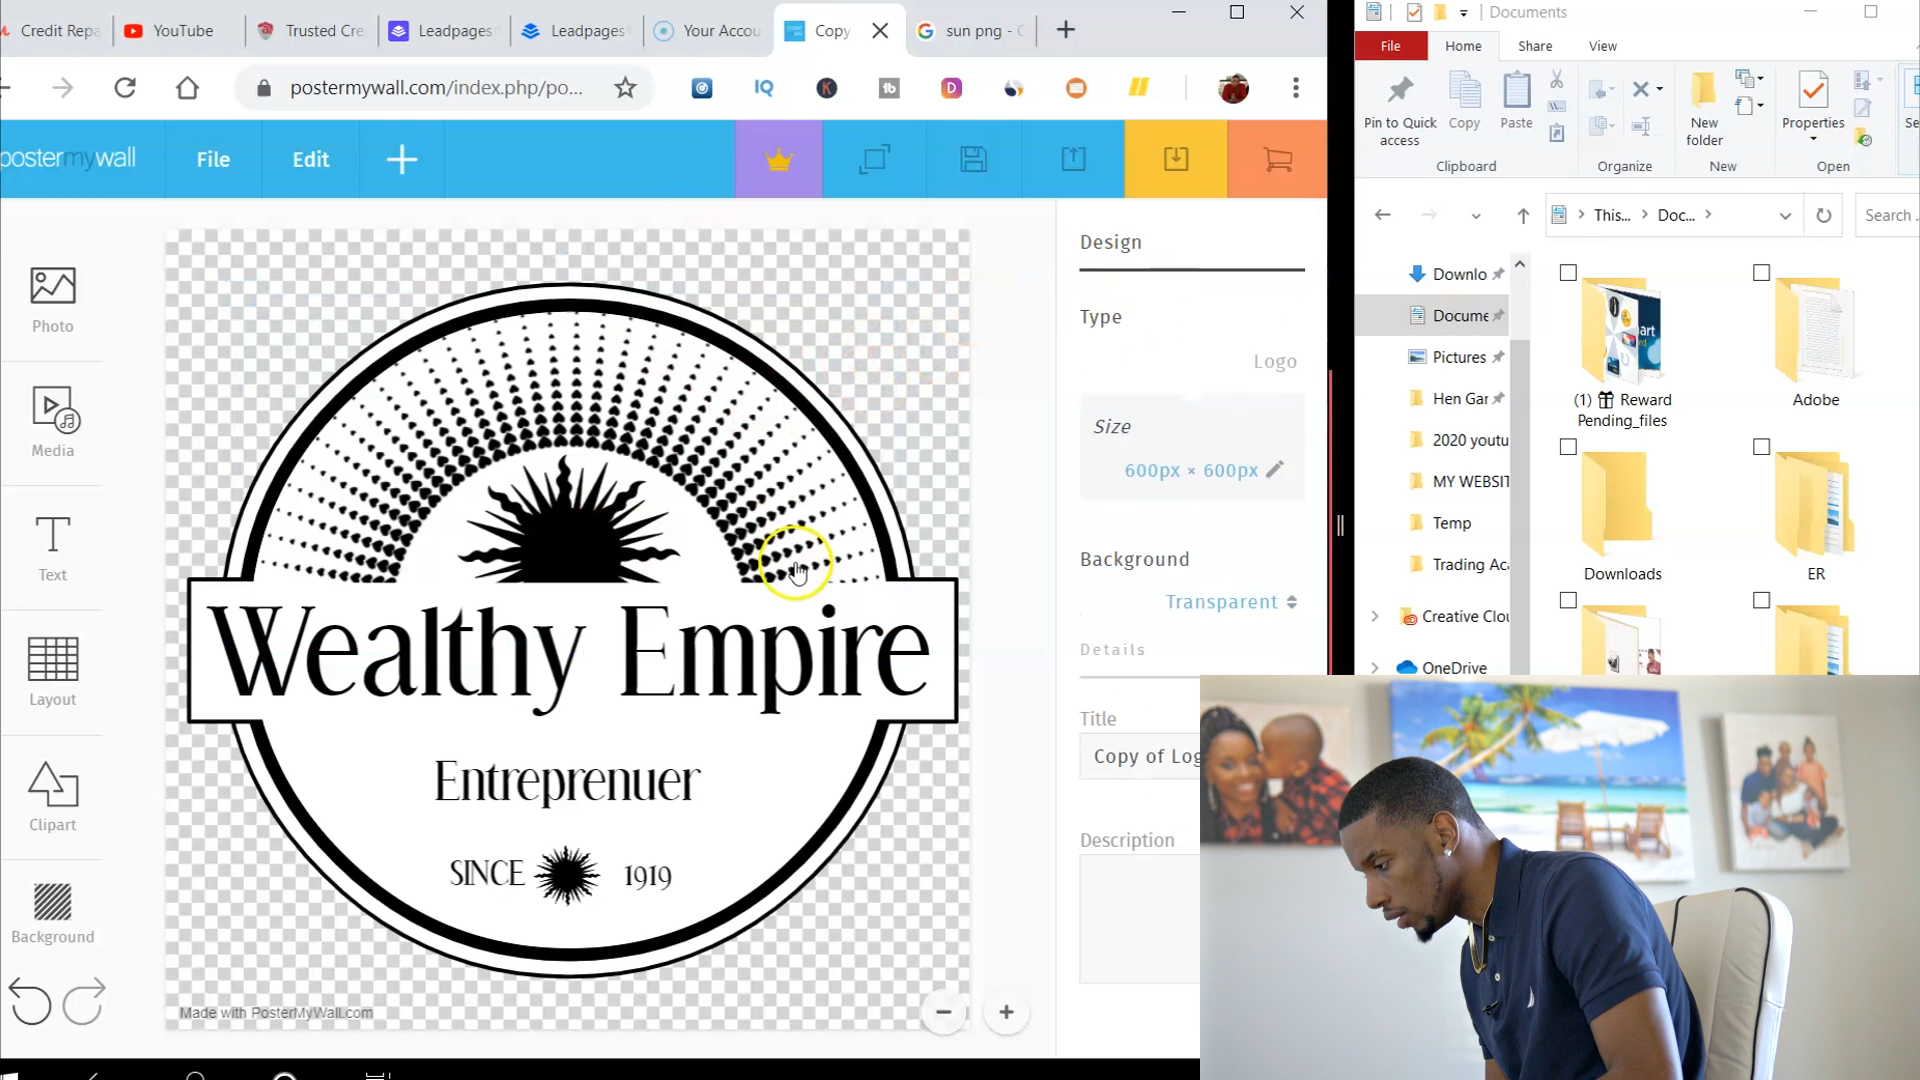 Credit Repa
YouTube
Trusted Cre
Leadpages
Leadpages
Your Accou
Copy
sun png - G
postermywall.com/index.php/po...
IQ
K
tb
D
postermywall
File
Edit
Photo
Media
Text
Layout
Clipart
Background
Wealthy Empire
Entreprenuer
SINCE 1919
Made with PosterMyWall.com
Design
Type
Logo
Size
600px × 600px
Background
Transparent
Details
Title
Copy of Log
Description
Documents
File
Home
Share
View
Pin to Quick
access
Copy
Paste
New
folder
Properties
Se
Clipboard
Organize
New
Open
This...
Doc...
Search ...
Downlo
Docume
Pictures
Hen Gar
2020 youtu
MY WEBSIT
Temp
Trading Aca
Creative Clou
OneDrive
(1) 🎁 Reward
Pending_files
Adobe
Downloads
ER